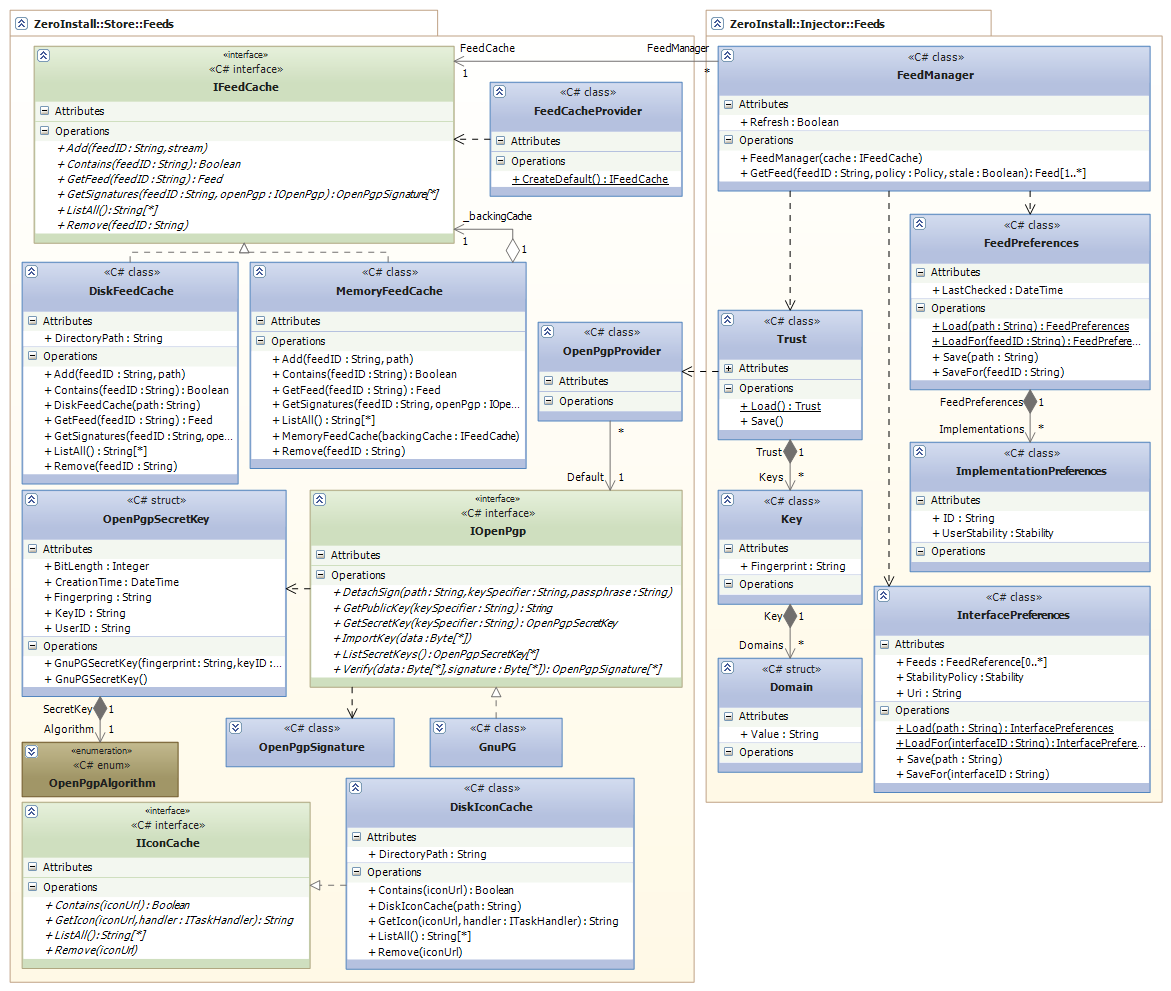 ZeroInstall::Store::Feeds
«interface»
«C# interface»
IFeedCache
Attributes
Operations
+ Add(feedID : String, stream)
+ Contains(feedID : String) : Boolean
+ GetFeed(feedID : String) : Feed
+ GetSignatures(feedID : String, openPgp : IOpenPgp) : OpenPgpSignature[*]
+ ListAll() : String[*]
+ Remove(feedID : String)
FeedCache
1
FeedManager
*
«C# class»
FeedCacheProvider
Attributes
Operations
+ CreateDefault() : IFeedCache
_backingCache
1
1
«C# class»
DiskFeedCache
Attributes
+ DirectoryPath : String
Operations
+ Add(feedID : String, path)
+ Contains(feedID : String) : Boolean
+ DiskFeedCache(path: String)
+ GetFeed(feedID : String) : Feed
+ GetSignatures(feedID : String, ope...
+ ListAll() : String[*]
+ Remove(feedID : String)
«C# class»
MemoryFeedCache
Attributes
Operations
+ Add(feedID : String, path)
+ Contains(feedID : String) : Boolean
+ GetFeed(feedID : String) : Feed
+ GetSignatures(feedID : String, openPgp : IOpe...
+ ListAll() : String[*]
+ MemoryFeedCache(backingCache : IFeedCache)
+ Remove(feedID : String)
«C# class»
OpenPgpProvider
Attributes
Operations
*
Default
1
«C# struct»
OpenPgpSecretKey
Attributes
+ BitLength : Integer
+ CreationTime : DateTime
+ Fingerpring : String
+ KeyID : String
+ UserID : String
Operations
+ GnuPGSecretKey(fingerprint : String, keyID : ...
+ GnuPGSecretKey()
SecretKey
1
Algorithm
1
«enumeration»
«C# enum»
OpenPgpAlgorithm
«interface»
«C# interface»
IOpenPgp
Attributes
Operations
+ DetachSign(path : String, keySpecifier : String, passphrase : String)
+ GetPublicKey(keySpecifier : String) : String
+ GetSecretKey(keySpecifier : String) : OpenPgpSecretKey
+ ImportKey(data : Byte[*])
+ ListSecretKeys() : OpenPgpSecretKey[*]
+ Verify(data : Byte[*], signature : Byte[*]) : OpenPgpSignature[*]
«C# class»
OpenPgpSignature
«C# class»
GnuPG
«interface»
«C# interface»
IIconCache
Attributes
Operations
+ Contains(iconUrl) : Boolean
+ GetIcon(iconUrl, handler : ITaskHandler) : String
+ ListAll() : String[*]
+ Remove(iconUrl)
«C# class»
DiskIconCache
Attributes
+ DirectoryPath : String
Operations
+ Contains(iconUrl) : Boolean
+ DiskIconCache(path: String)
+ GetIcon(iconUrl, handler : ITaskHandler) : String
+ ListAll() : String[*]
+ Remove(iconUrl)
ZeroInstall::Injector::Feeds
«C# class»
FeedManager
Attributes
+ Refresh : Boolean
Operations
+ FeedManager(cache : IFeedCache)
+ GetFeed(feedID : String, policy : Policy, stale : Boolean) : Feed[1..*]
«C# class»
FeedPreferences
Attributes
+ LastChecked : DateTime
Operations
+ Load(path : String) : FeedPreferences
+ LoadFor(feedID : String) : FeedPrefere...
+ Save(path : String)
+ SaveFor(feedID : String)
FeedPreferences
1
Implementations
*
«C# class»
ImplementationPreferences
Attributes
+ ID : String
+ UserStability : Stability
Operations
«C# class»
Trust
Attributes
Operations
+ Load() : Trust
+ Save()
Trust
1
Keys
*
«C# class»
Key
Attributes
+ Fingerprint : String
Operations
Key
1
Domains
*
«C# struct»
Domain
Attributes
+ Value : String
Operations
«C# class»
InterfacePreferences
Attributes
+ Feeds : FeedReference[0..*]
+ StabilityPolicy : Stability
+ Uri : String
Operations
+ Load(path : String) : InterfacePreferences
+ LoadFor(interfaceID : String) : InterfacePrefere...
+ Save(path : String)
+ SaveFor(interfaceID : String)